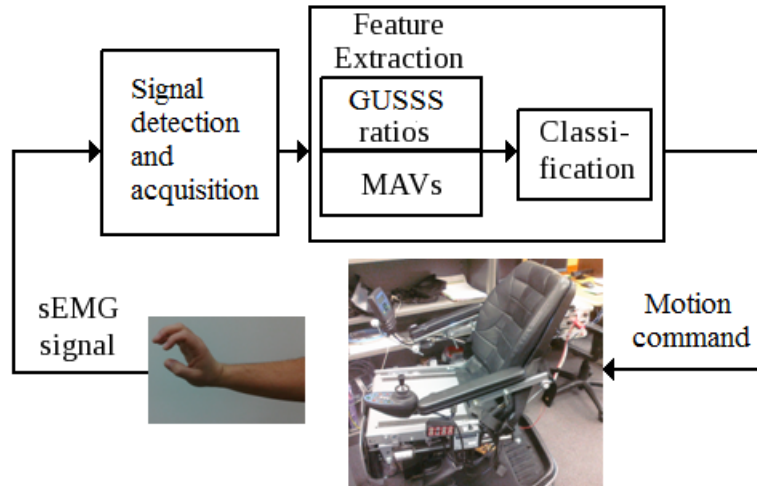 Signal
detection
and
acquisition
Feature
Extraction
GUSSS
ratios
MAVs
Classi-
fication
sEMG
signal
Motion
command